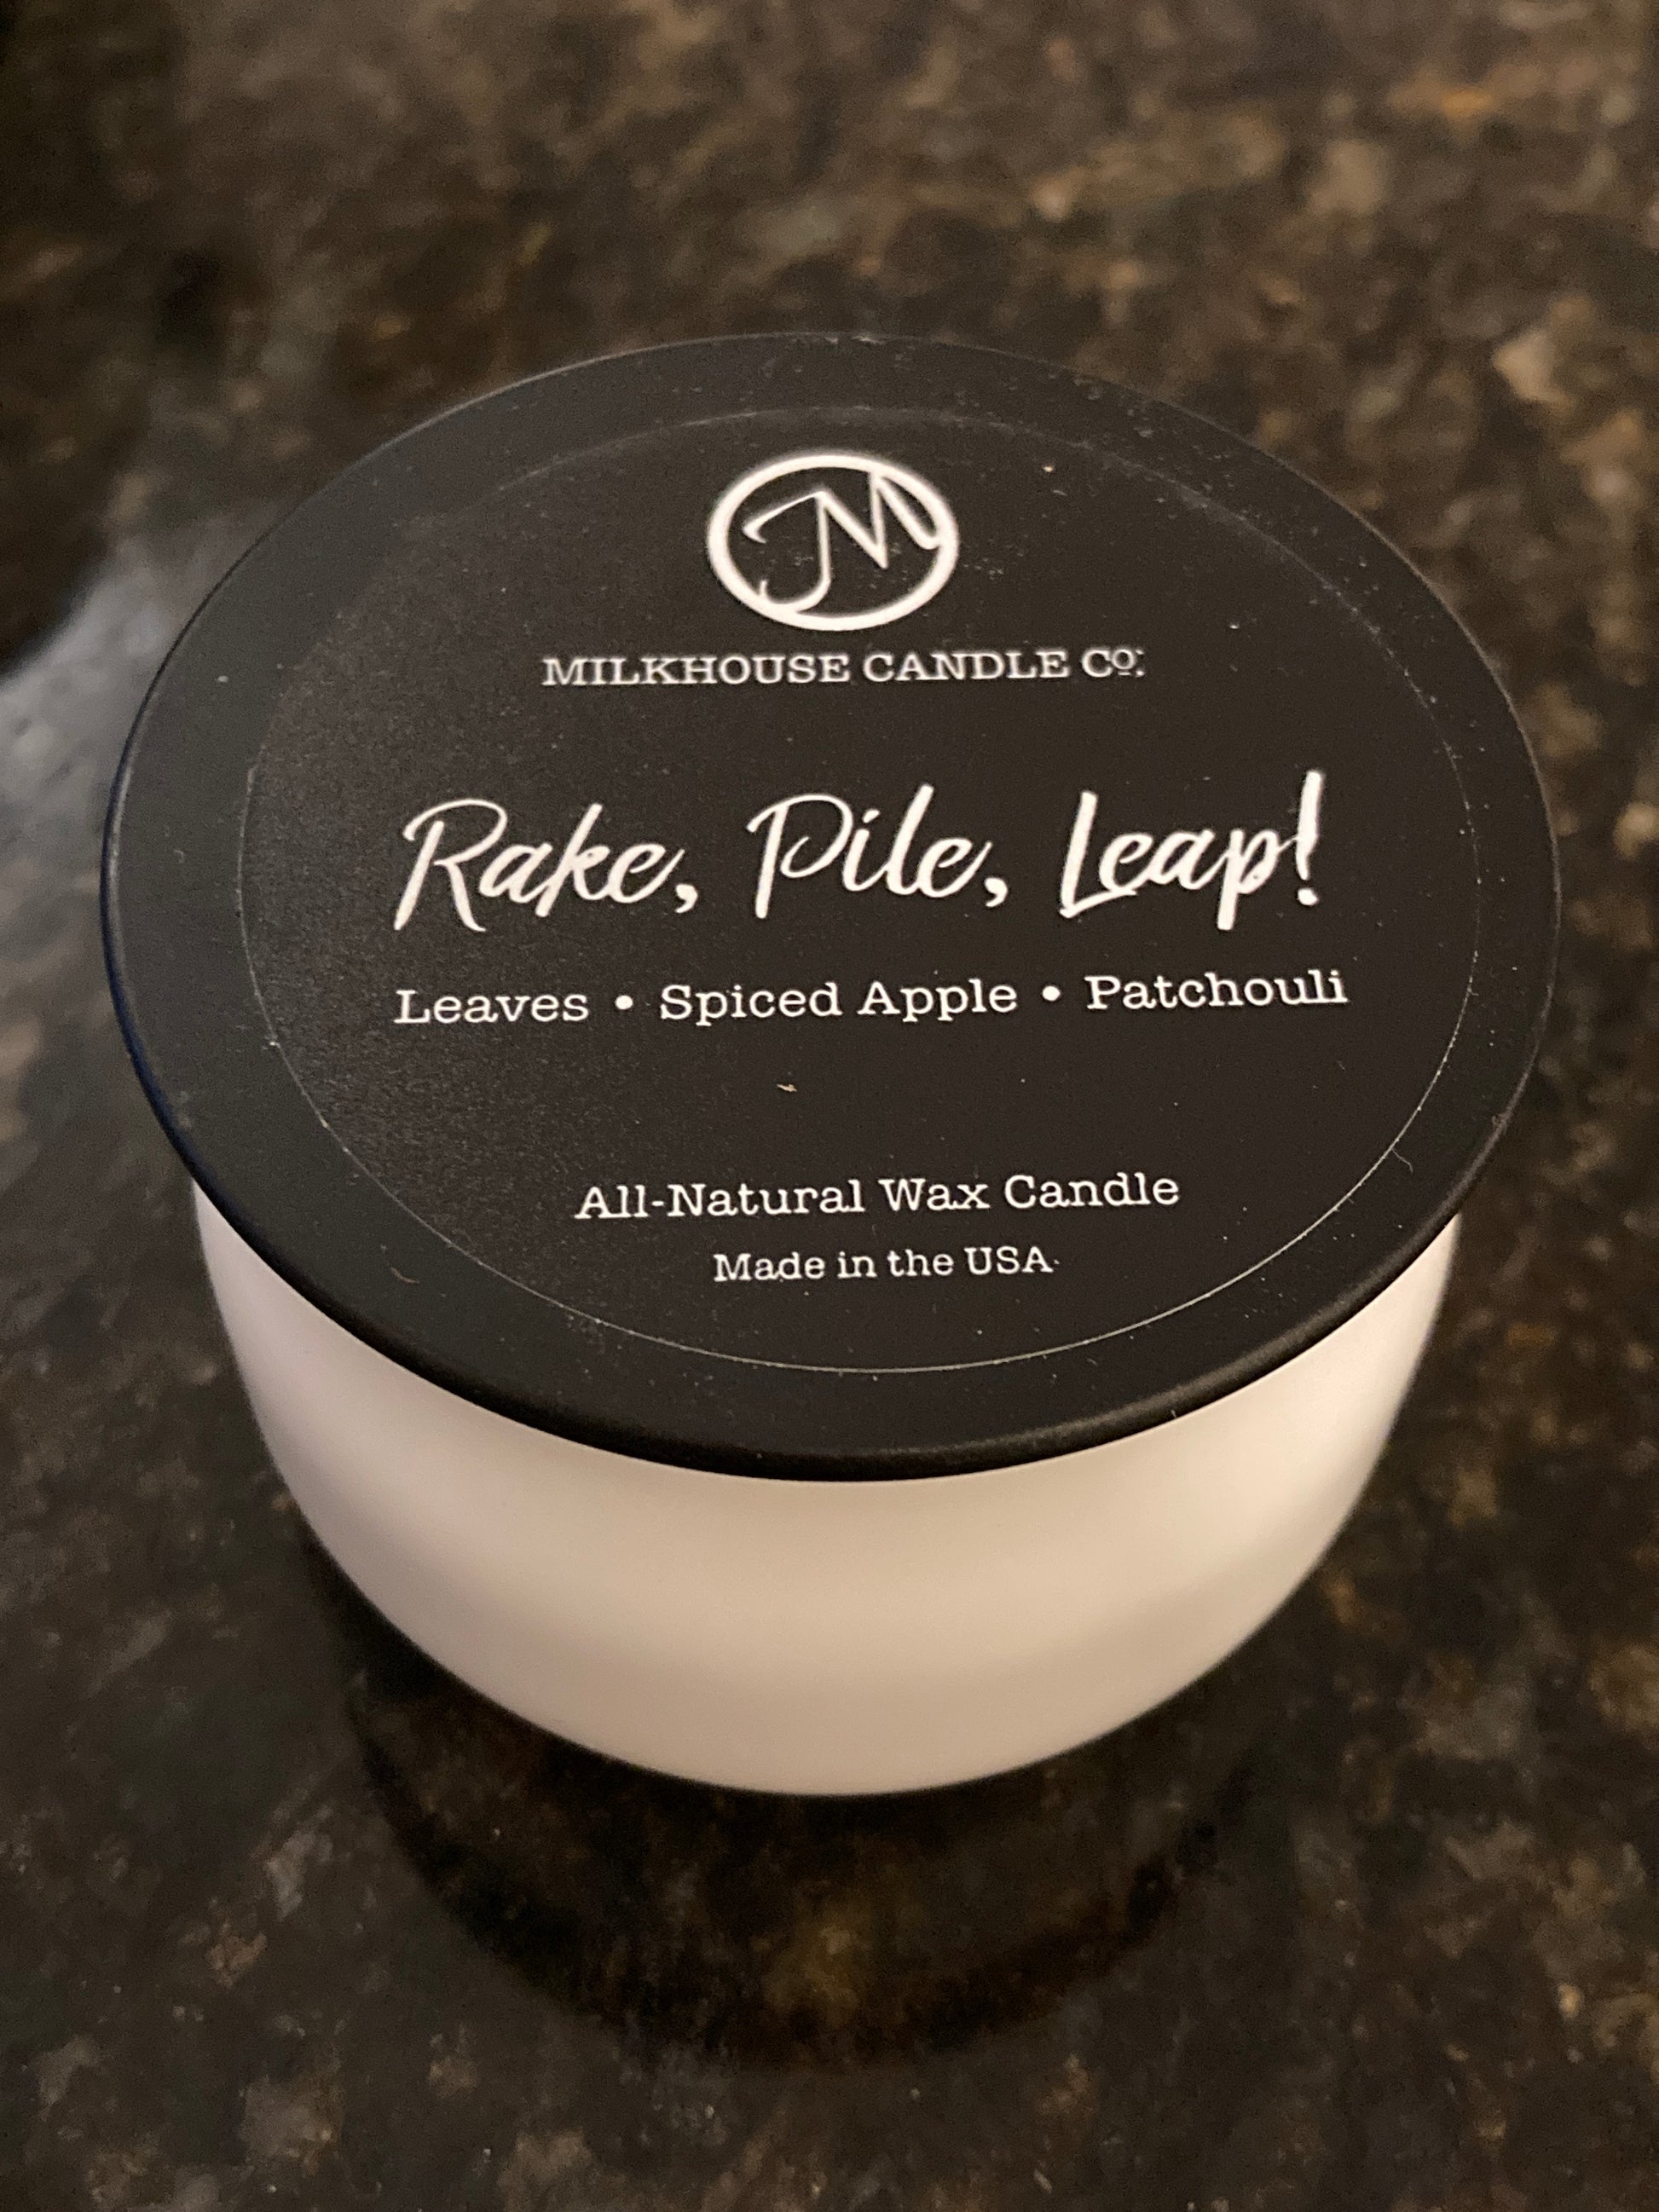 M
MILKHOUSE CANDLE Co.
Rake, Pile, Leap!
Leaves • Spiced Apple • Patchouli
All-Natural Wax Candle
Made in the USA